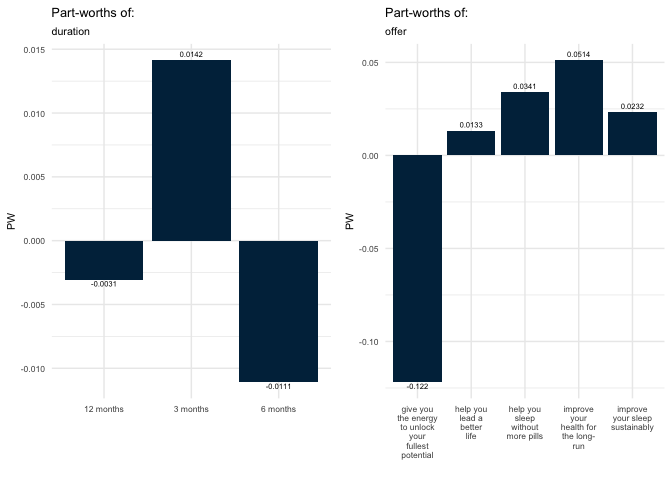 Part-worths of:
duration
PW
0.015
0.010
0.005
0.000
-0.005
-0.010
-0.0031
0.0142
-0.0111
12 months
3 months
6 months
Part-worths of:
offer
PW
0.05
0.00
-0.05
-0.10
-0.122
0.0133
0.0341
0.0514
0.0232
give you
the energy
to unlock
your
fullest
potential
help you
lead a
better
life
help you
sleep
without
more pills
improve
your
health for
the long-
run
improve
your sleep
sustainably